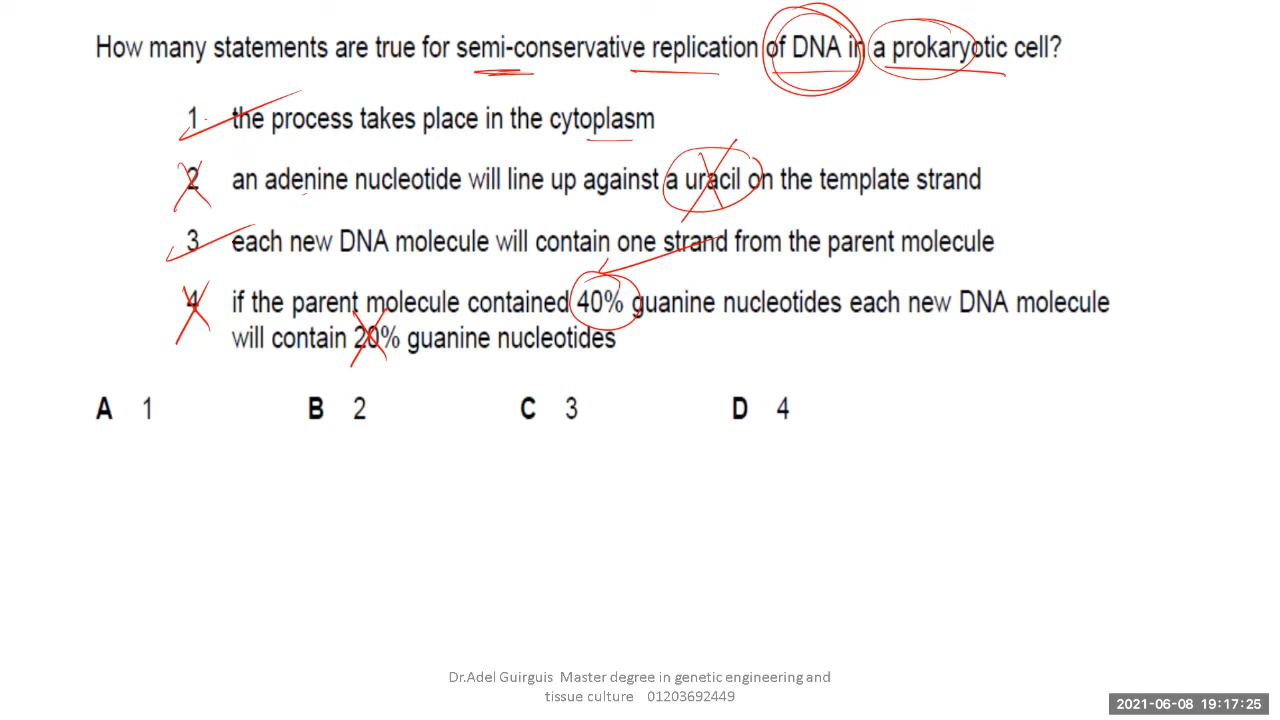 How many statements are true for semi-conservative replication of DNA in a prokaryotic cell?
1 the process takes place in the cytoplasm
2 an adenine nucleotide will line up against a uracil on the template strand
3 each new DNA molecule will contain one strand from the parent molecule
4 if the parent molecule contained 40% guanine nucleotides each new DNA molecule
will contain 20% guanine nucleotides
A 1 B 2 C 3 D 4
Dr.Adel Guirguis Master degree in genetic engineering and
tissue culture 01203692449
2021-06-08 19:17:25